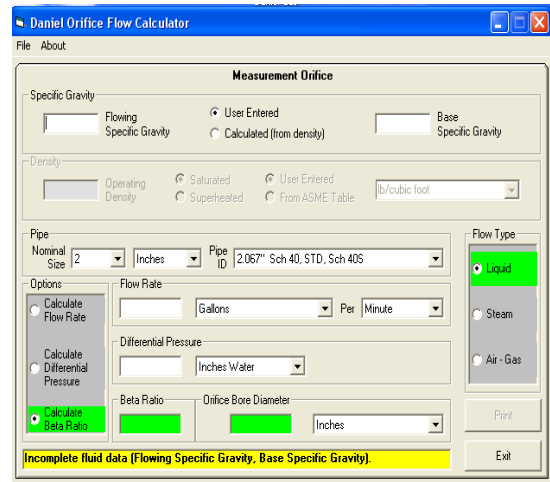 Daniel Orifice Flow Calculator
File About
Measurement Orifice
Specific Gravity
Flowing
Specific Gravity
User Entered
Calculated (from density)
Base
Specific Gravity
Density
Operating
Density
Saturated
Superheated
User Entered
From ASME Table
lb/cubic foot
Pipe
Nominal
Size
2
Inches
Pipe
ID
2.067" Sch 40, STD, Sch 40S
Flow Type
Liquid
Steam
Air - Gas
Options
Calculate
Flow Rate
Calculate
Differential
Pressure
Calculate
Beta Ratio
Flow Rate
Gallons
Per
Minute
Differential Pressure
Inches Water
Beta Ratio
Orifice Bore Diameter
Inches
Print
Exit
Incomplete fluid data (Flowing Specific Gravity, Base Specific Gravity).